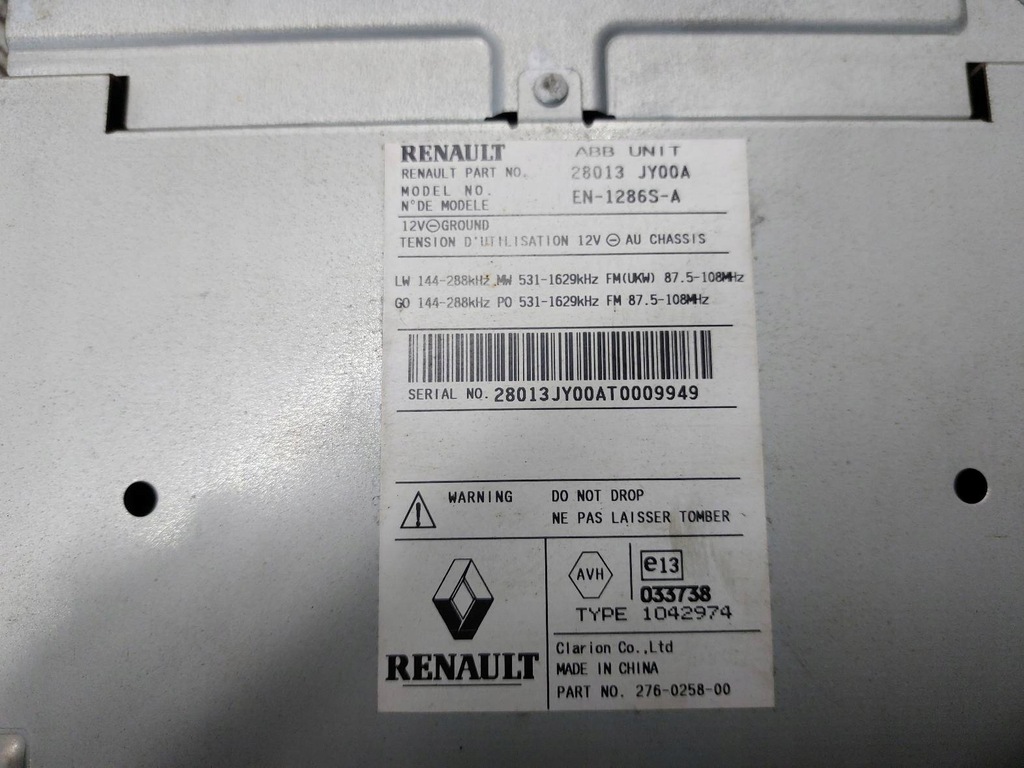 RENAULT ABB UNIT
RENAULT PART NO. 28013 JY00A
MODEL NO.
N°DE MODELE EN-1286S-A
12V⊖GROUND
TENSION D'UTILISATION 12V ⊖ AU CHASSIS
LW 144-288kHz MW 531-1629kHz FM(UKW) 87.5-108MHz
GO 144-288kHz PO 531-1629kHz FM 87.5-108MHz
SERIAL NO. 28013JY00AT0009949
WARNING DO NOT DROP
NE PAS LAISSER TOMBER
AVH e13
033738
TYPE 1042974
RENAULT
Clarion Co.,Ltd
MADE IN CHINA
PART NO. 276-0258-00